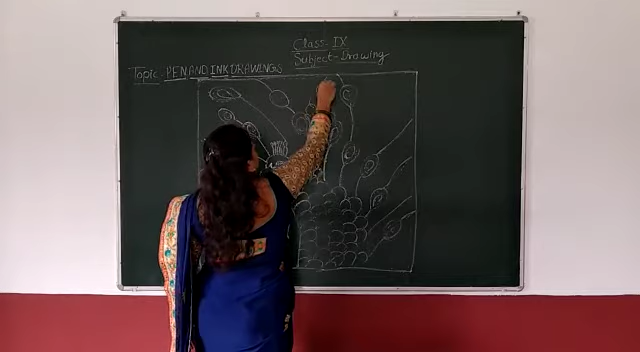 Class- IX
Subject-Drawing
Topic- PEN AND INK DRAWINGS